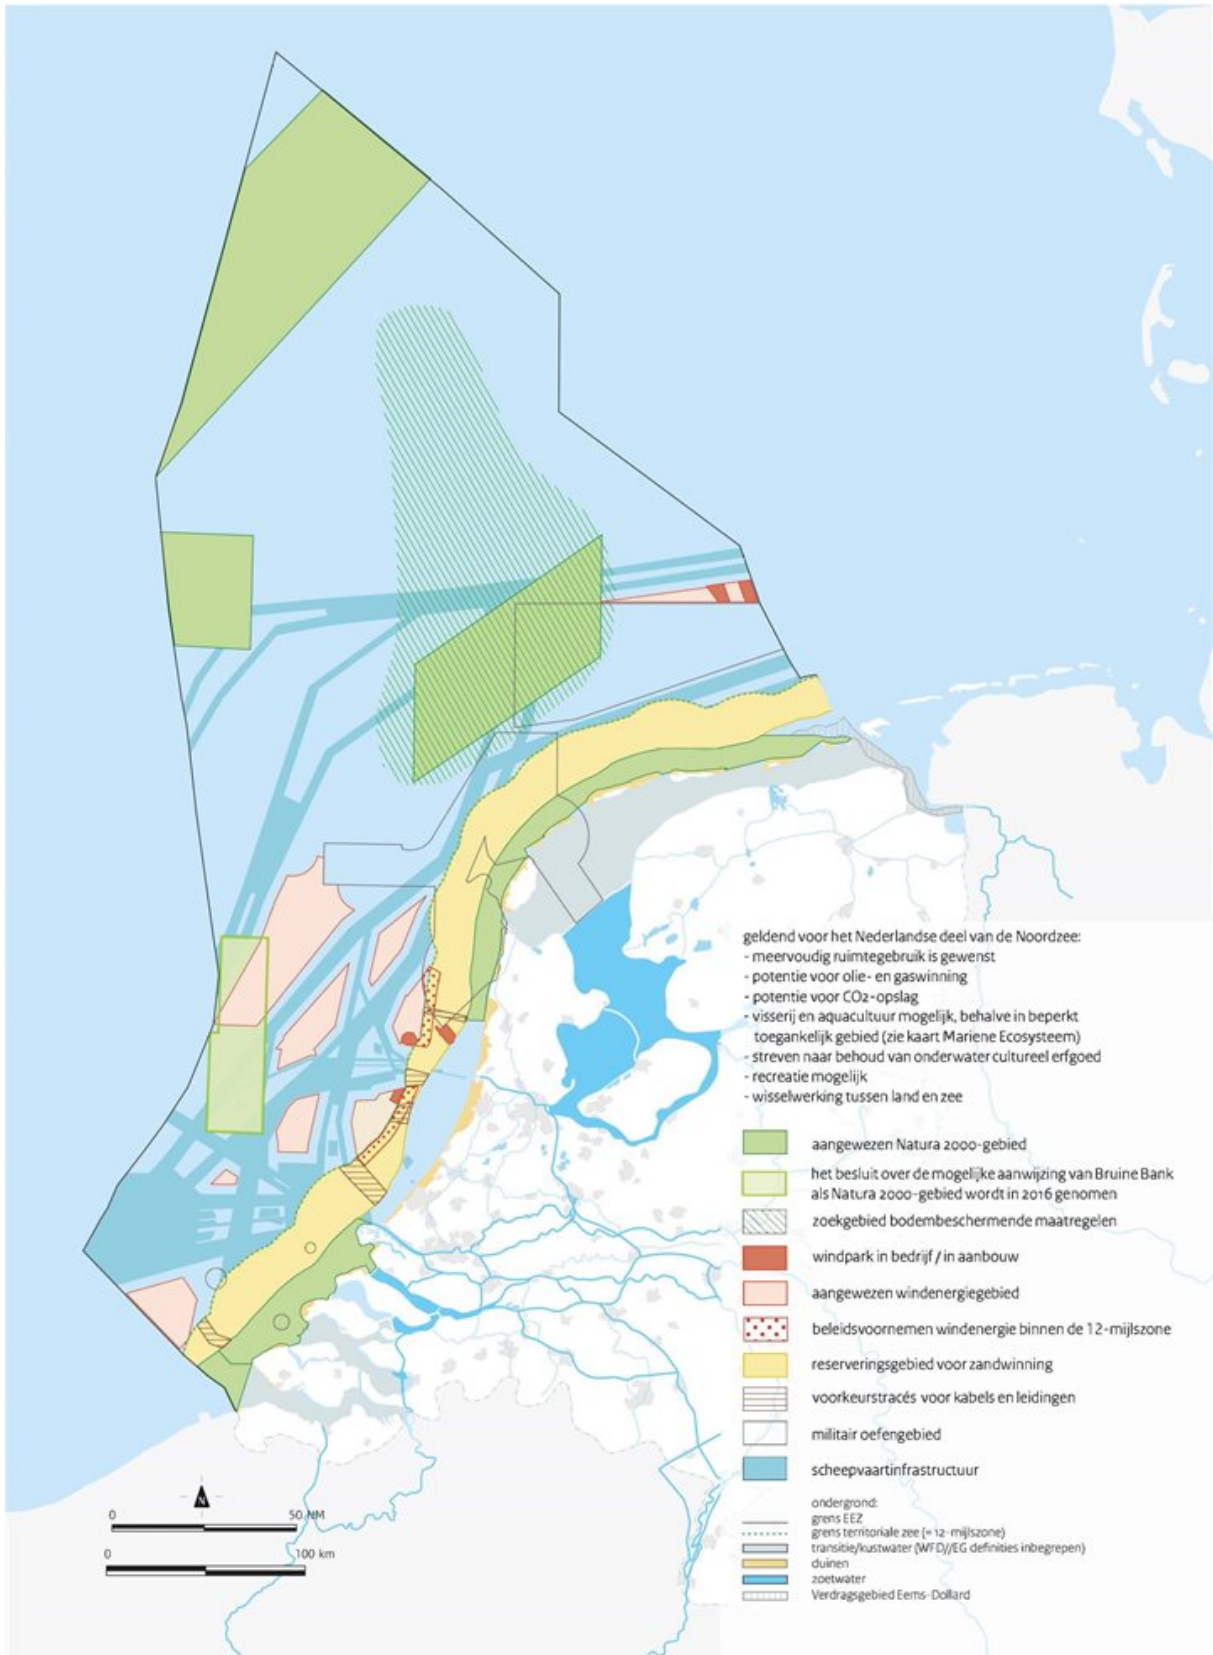 geldend voor het Nederlandse deel van de Noordzee:
- meervoudig ruimtegebruik is gewenst
- potentie voor olie- en gaswinning
- potentie voor CO2-opslag
- visserij en aquacultuur mogelijk, behalve in beperkt
toegankelijk gebied (zie kaart Mariene Ecosysteem)
- streven naar behoud van onderwater cultureel erfgoed
- recreatie mogelijk
- wisselwerking tussen land en zee
aangewezen Natura 2000-gebied
het besluit over de mogelijke aanwijzing van Bruine Bank
als Natura 2000-gebied wordt in 2016 genomen
zoekgebied bodembeschermende maatregelen
windpark in bedrijf / in aanbouw
aangewezen windenergiegebied
beleidsvoornemen windenergie binnen de 12-mijlszone
reserveringsgebied voor zandwinning
voorkeurstracés voor kabels en leidingen
militair oefengebied
scheepvaartinfrastructuur
ondergrond:
grens EEZ
grens territoriale zee (= 12-mijlszone)
transitie/kustwater (WFD//EG definities inbegrepen)
duinen
zoetwater
Verdragsgebied Eems-Dollard
N
0 50 NM
0 100 km